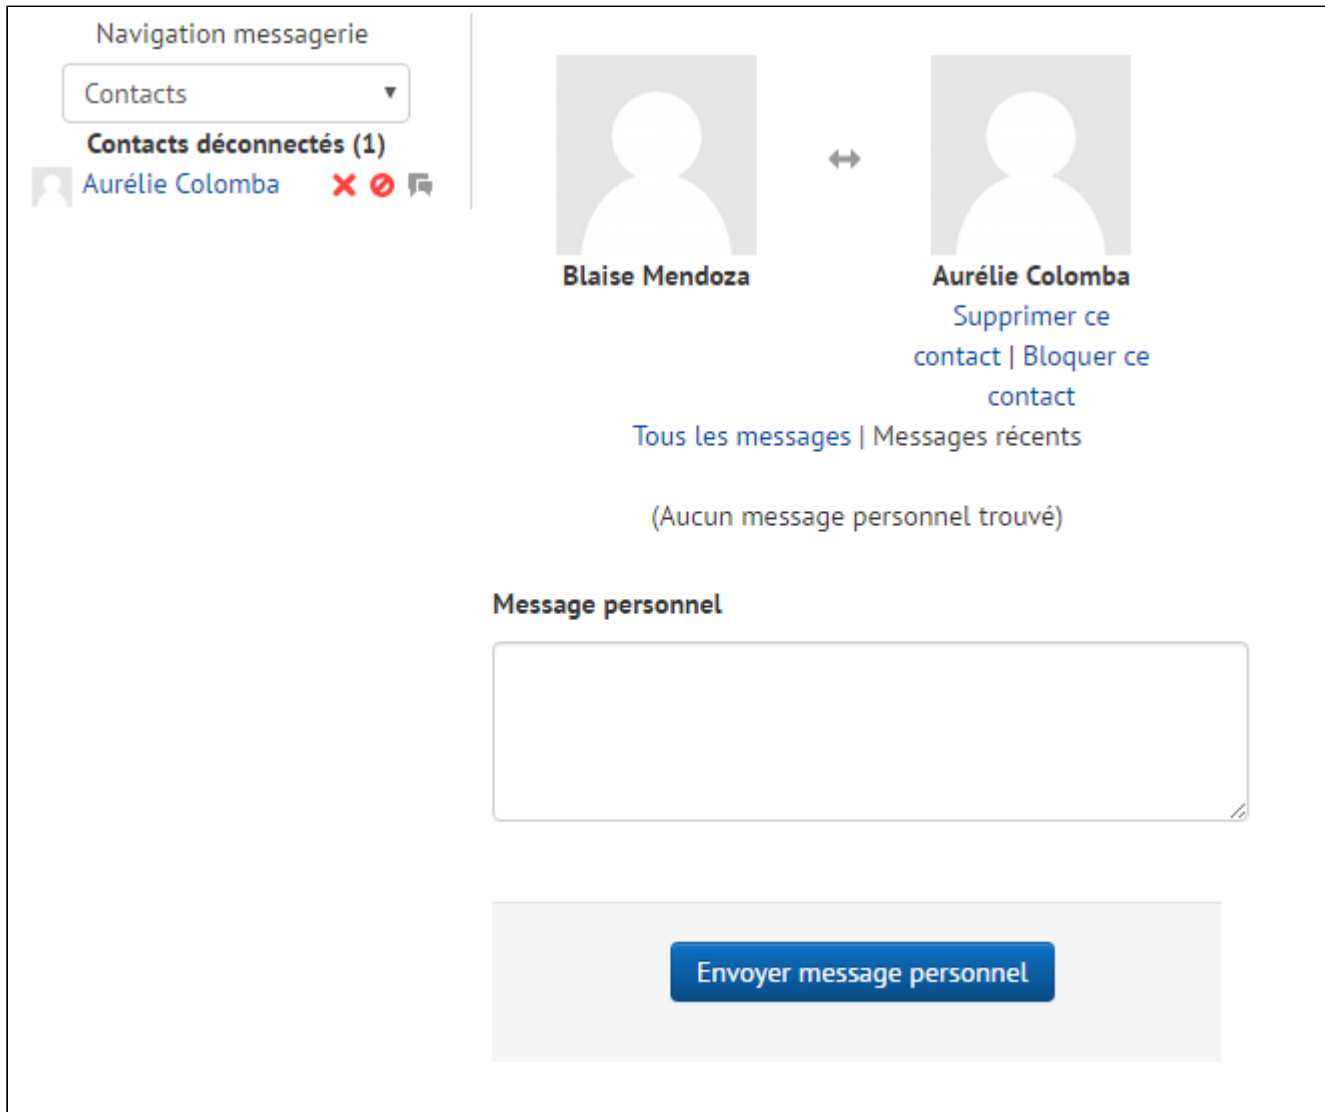 Navigation messagerie
Contacts
Contacts déconnectés (1)
Aurélie Colomba
Blaise Mendoza
Aurélie Colomba
Supprimer ce
contact | Bloquer ce
contact
Tous les messages | Messages récents
(Aucun message personnel trouvé)
Message personnel
Envoyer message personnel